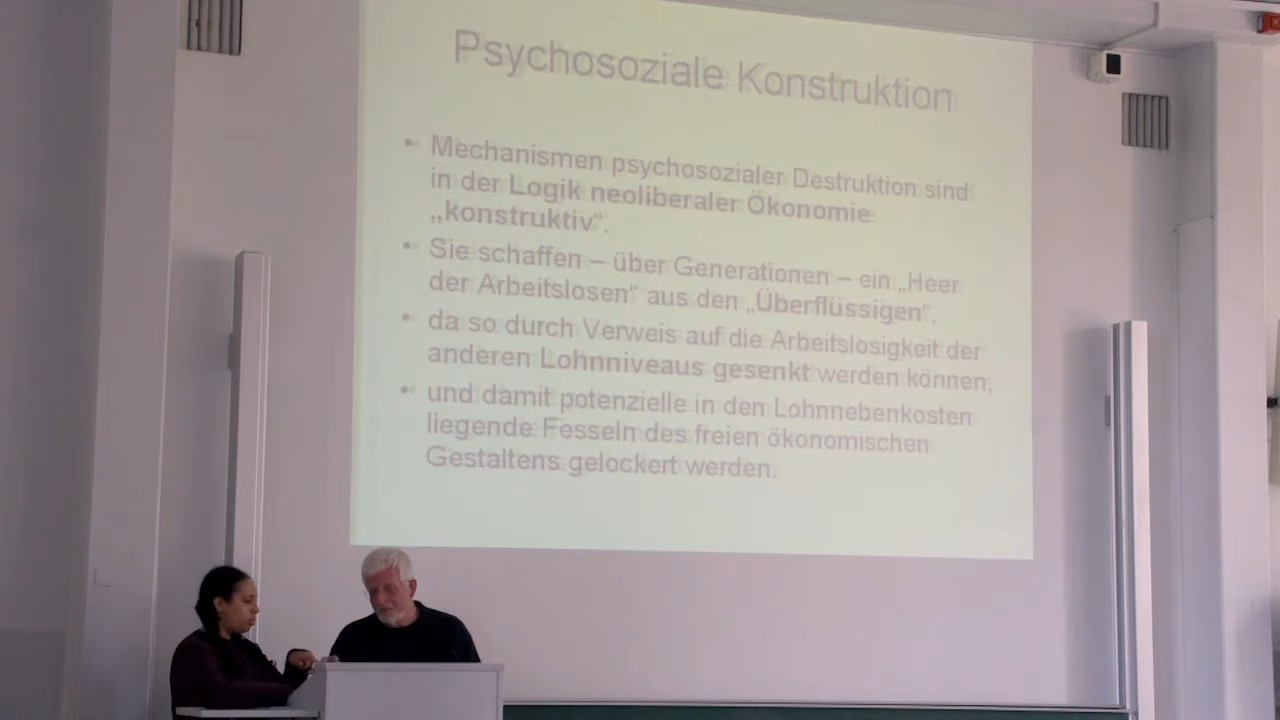 Psychosoziale Konstruktion
• Mechanismen psychosozialer Destruktion sind
in der Logik neoliberaler Ökonomie
„konstruktiv“.
• Sie schaffen – über Generationen – ein „Heer
der Arbeitslosen“ aus den „Überflüssigen“,
• da so durch Verweis auf die Arbeitslosigkeit der
anderen Lohnniveaus gesenkt werden können,
• und damit potenzielle in den Lohnnebenkosten
liegende Fesseln des freien ökonomischen
Gestaltens gelockert werden.